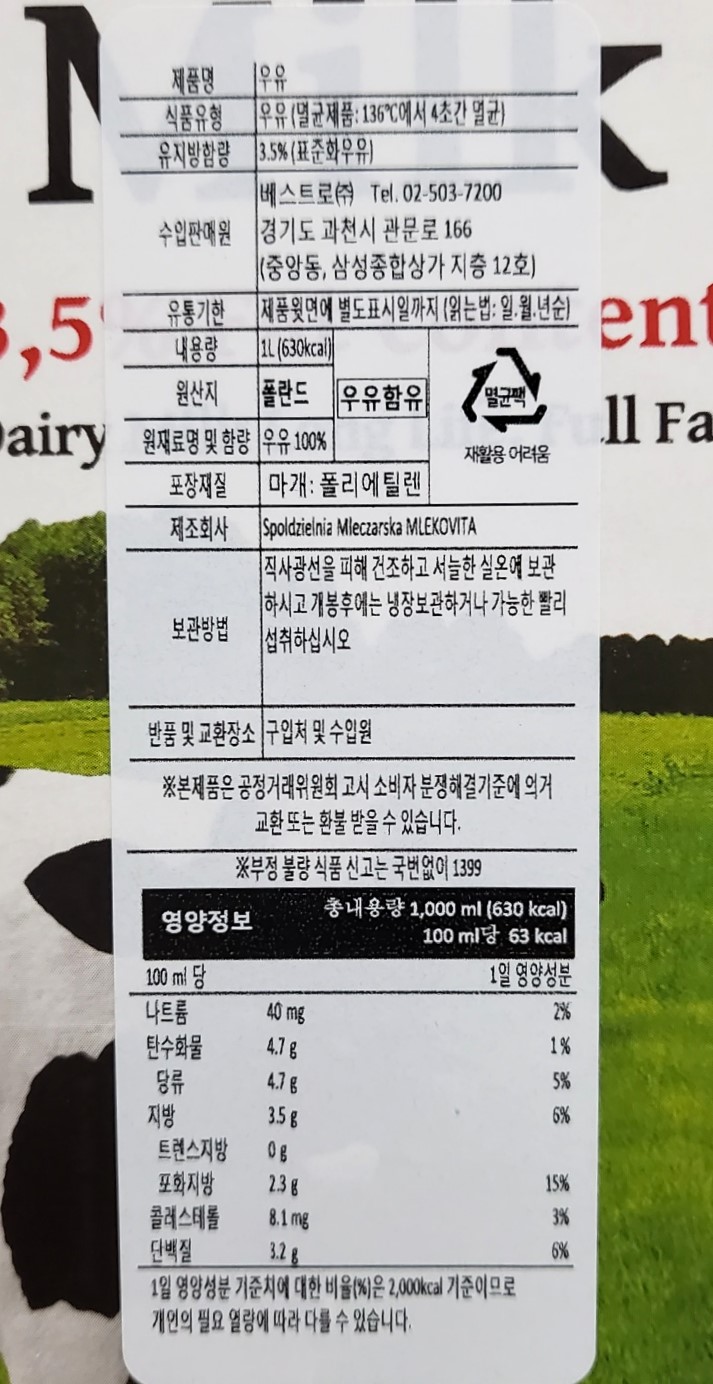 Milk
제품명 우유
식품유형 우유 (멸균제품: 136℃에서 4초간 멸균)
유지방함량 3.5% (표준화우유)
수입판매원 베스트로㈜ Tel. 02-503-7200
경기도 과천시 관문로 166
(중앙동, 삼성종합상가 지층 12호)
유통기한 제품윗면에 별도표시일까지 (읽는법: 일.월.년순)
내용량 1L (630kcal)
원산지 폴란드
우유함유
멸균팩
재활용 어려움
원재료명 및 함량 우유 100%
포장재질 마개: 폴리에틸렌
제조회사 Spoldzielnia Mleczarska MLEKOVITA
보관방법 직사광선을 피해 건조하고 서늘한 실온에 보관
하시고 개봉후에는 냉장보관하거나 가능한 빨리
섭취하십시오
반품 및 교환장소 구입처 및 수입원
※본제품은 공정거래위원회 고시 소비자 분쟁해결기준에 의거
교환 또는 환불 받을 수 있습니다.
※부정 불량 식품 신고는 국번없이 1399
영양정보 총내용량 1,000 ml (630 kcal)
100 ml당 63 kcal
100 ml 당 1일 영양성분
나트륨 40 mg 2%
탄수화물 4.7 g 1%
당류 4.7 g 5%
지방 3.5 g 6%
트랜스지방 0 g
포화지방 2.3 g 15%
콜레스테롤 8.1 mg 3%
단백질 3.2 g 6%
1일 영양성분 기준치에 대한 비율(%)은 2,000kcal 기준이므로
개인의 필요 열량에 따라 다를 수 있습니다.